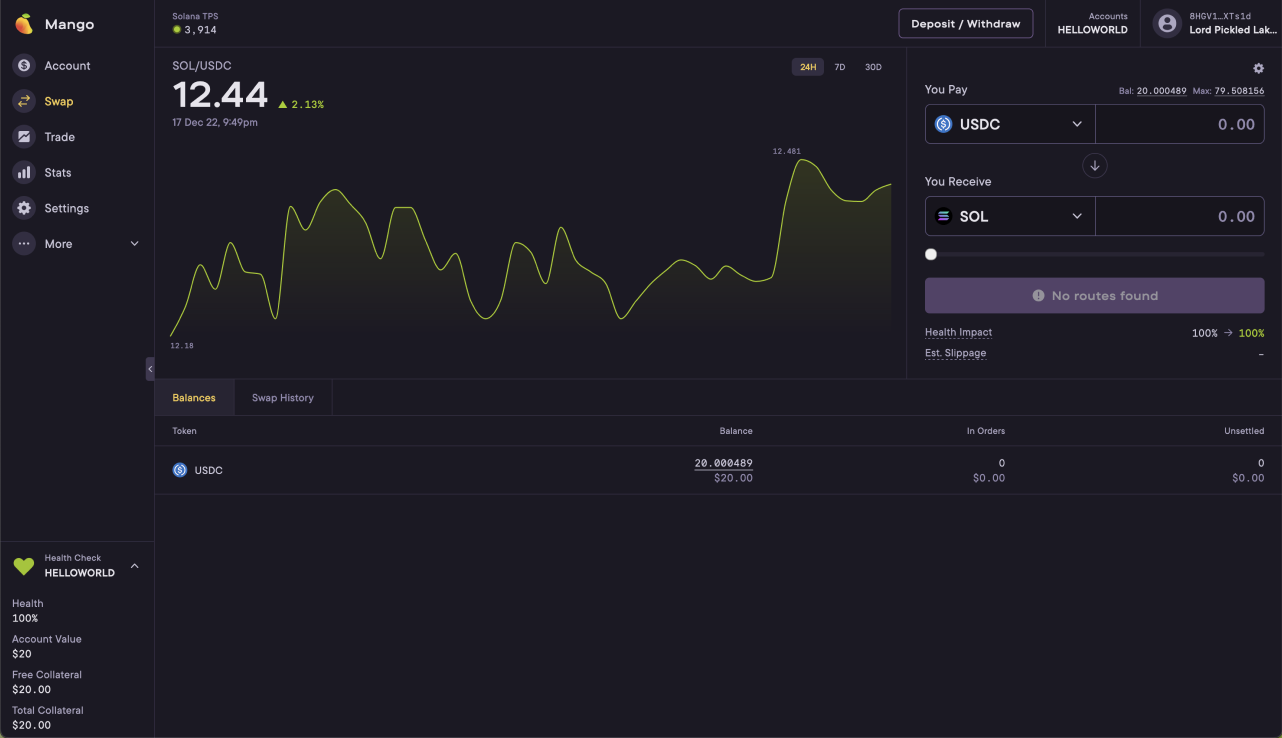 Mango
Account
Swap
Trade
Stats
Settings
More
Health Check
HELLOWORLD
Health
100%
Account Value
$20
Free Collateral
$20.00
Total Collateral
$20.00
Solana TPS
3,914
Deposit / Withdraw
Accounts
HELLOWORLD
8HGV1…XTs1d
Lord Pickled Lak…
SOL/USDC
12.44
2.13%
17 Dec 22, 9:49pm
24H 7D 30D
12.481
12.18
You Pay
Bal: 20.000489 Max: 79.508156
USDC 0.00
You Receive
SOL 0.00
No routes found
Health Impact 100% → 100%
Est. Slippage –
Balances Swap History
Token Balance In Orders Unsettled
USDC 20.000489 0 0
$20.00 $0.00 $0.00